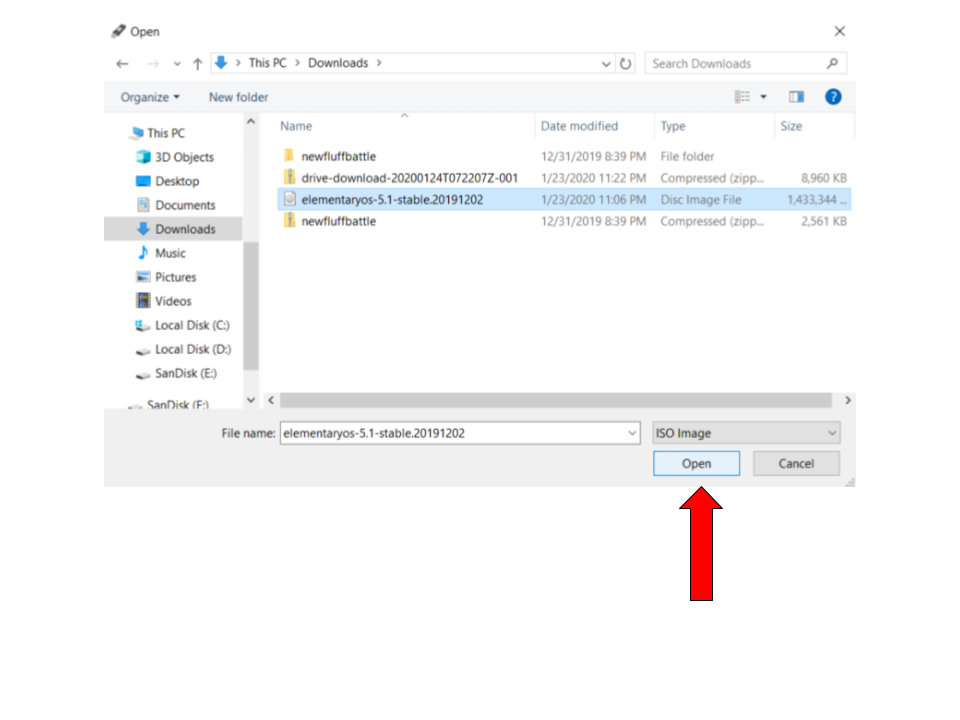 Open
This PC > Downloads >
Search Downloads
Organize
New folder
?
Name
Date modified
Type
Size
This PC
3D Objects
Desktop
Documents
Downloads
Music
Pictures
Videos
Local Disk (C:)
Local Disk (D:)
SanDisk (E:)
SanDisk (F:)
newfluffbattle 12/31/2019 8:39 PM File folder
drive-download-20200124T072207Z-001 1/23/2020 11:22 PM Compressed (zipp... 8,960 KB
elementaryos-5.1-stable.20191202 1/23/2020 11:06 PM Disc Image File 1,433,344 ...
newfluffbattle 12/31/2019 8:39 PM Compressed (zipp... 2,561 KB
File name: elementaryos-5.1-stable.20191202
ISO Image
Open
Cancel